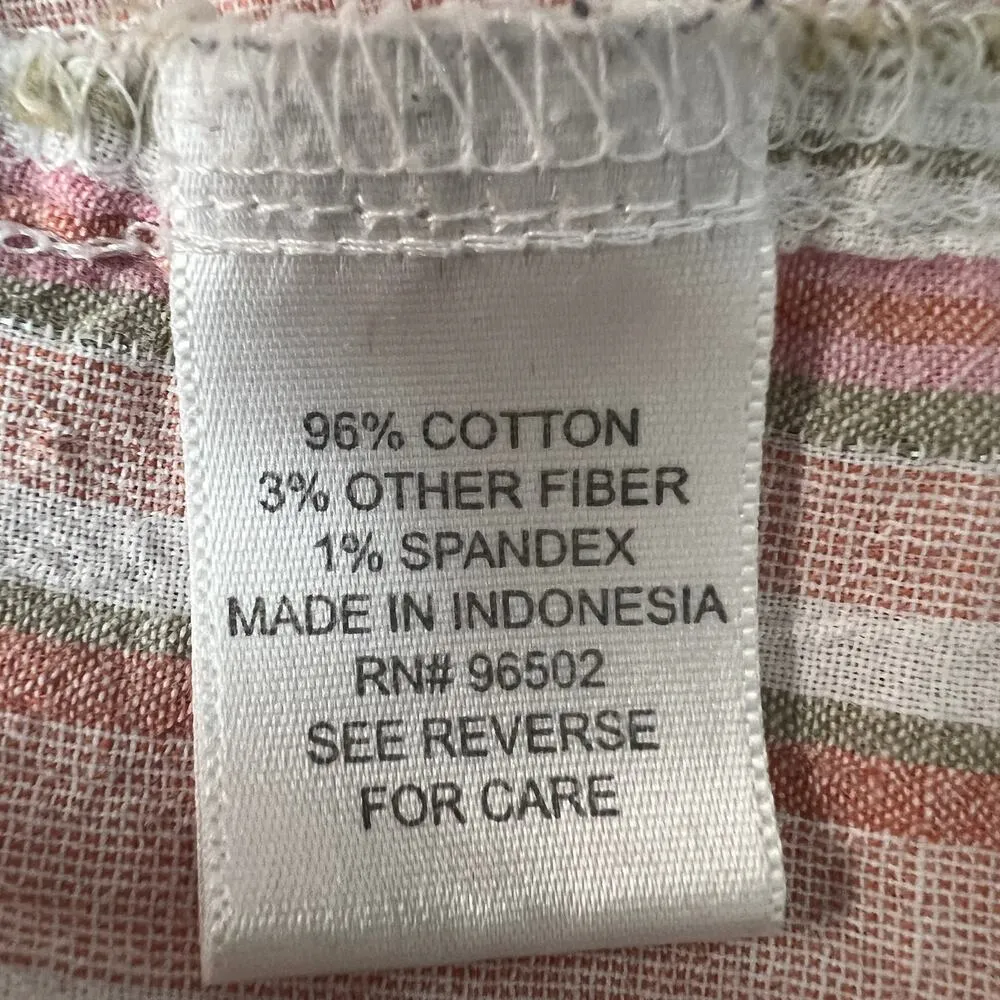 96% COTTON
3% OTHER FIBER
1% SPANDEX
MADE IN INDONESIA
RN# 96502
SEE REVERSE
FOR CARE